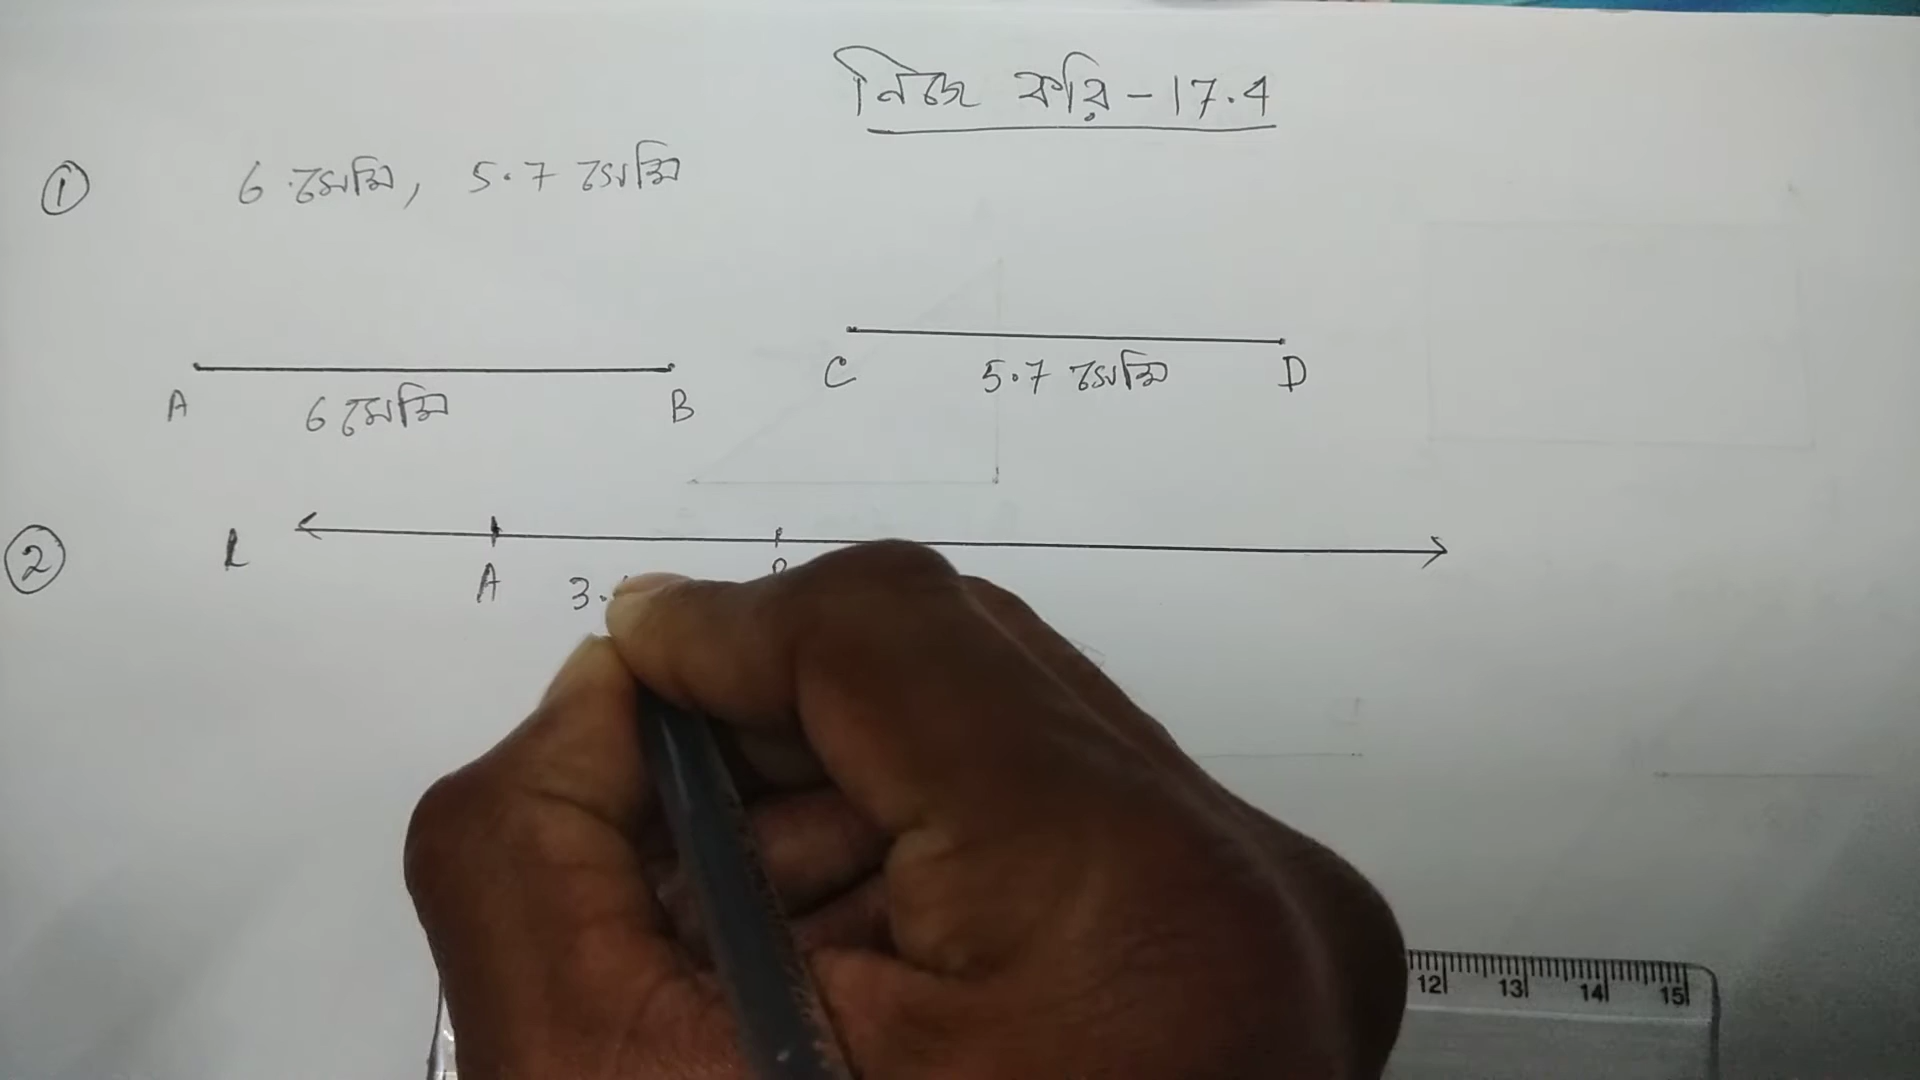 নিজে করি - 17.4
① 6 সেমি, 5.7 সেমি
A 6 সেমি B
C 5.7 সেমি D
②
A 3.
12 13 14 15